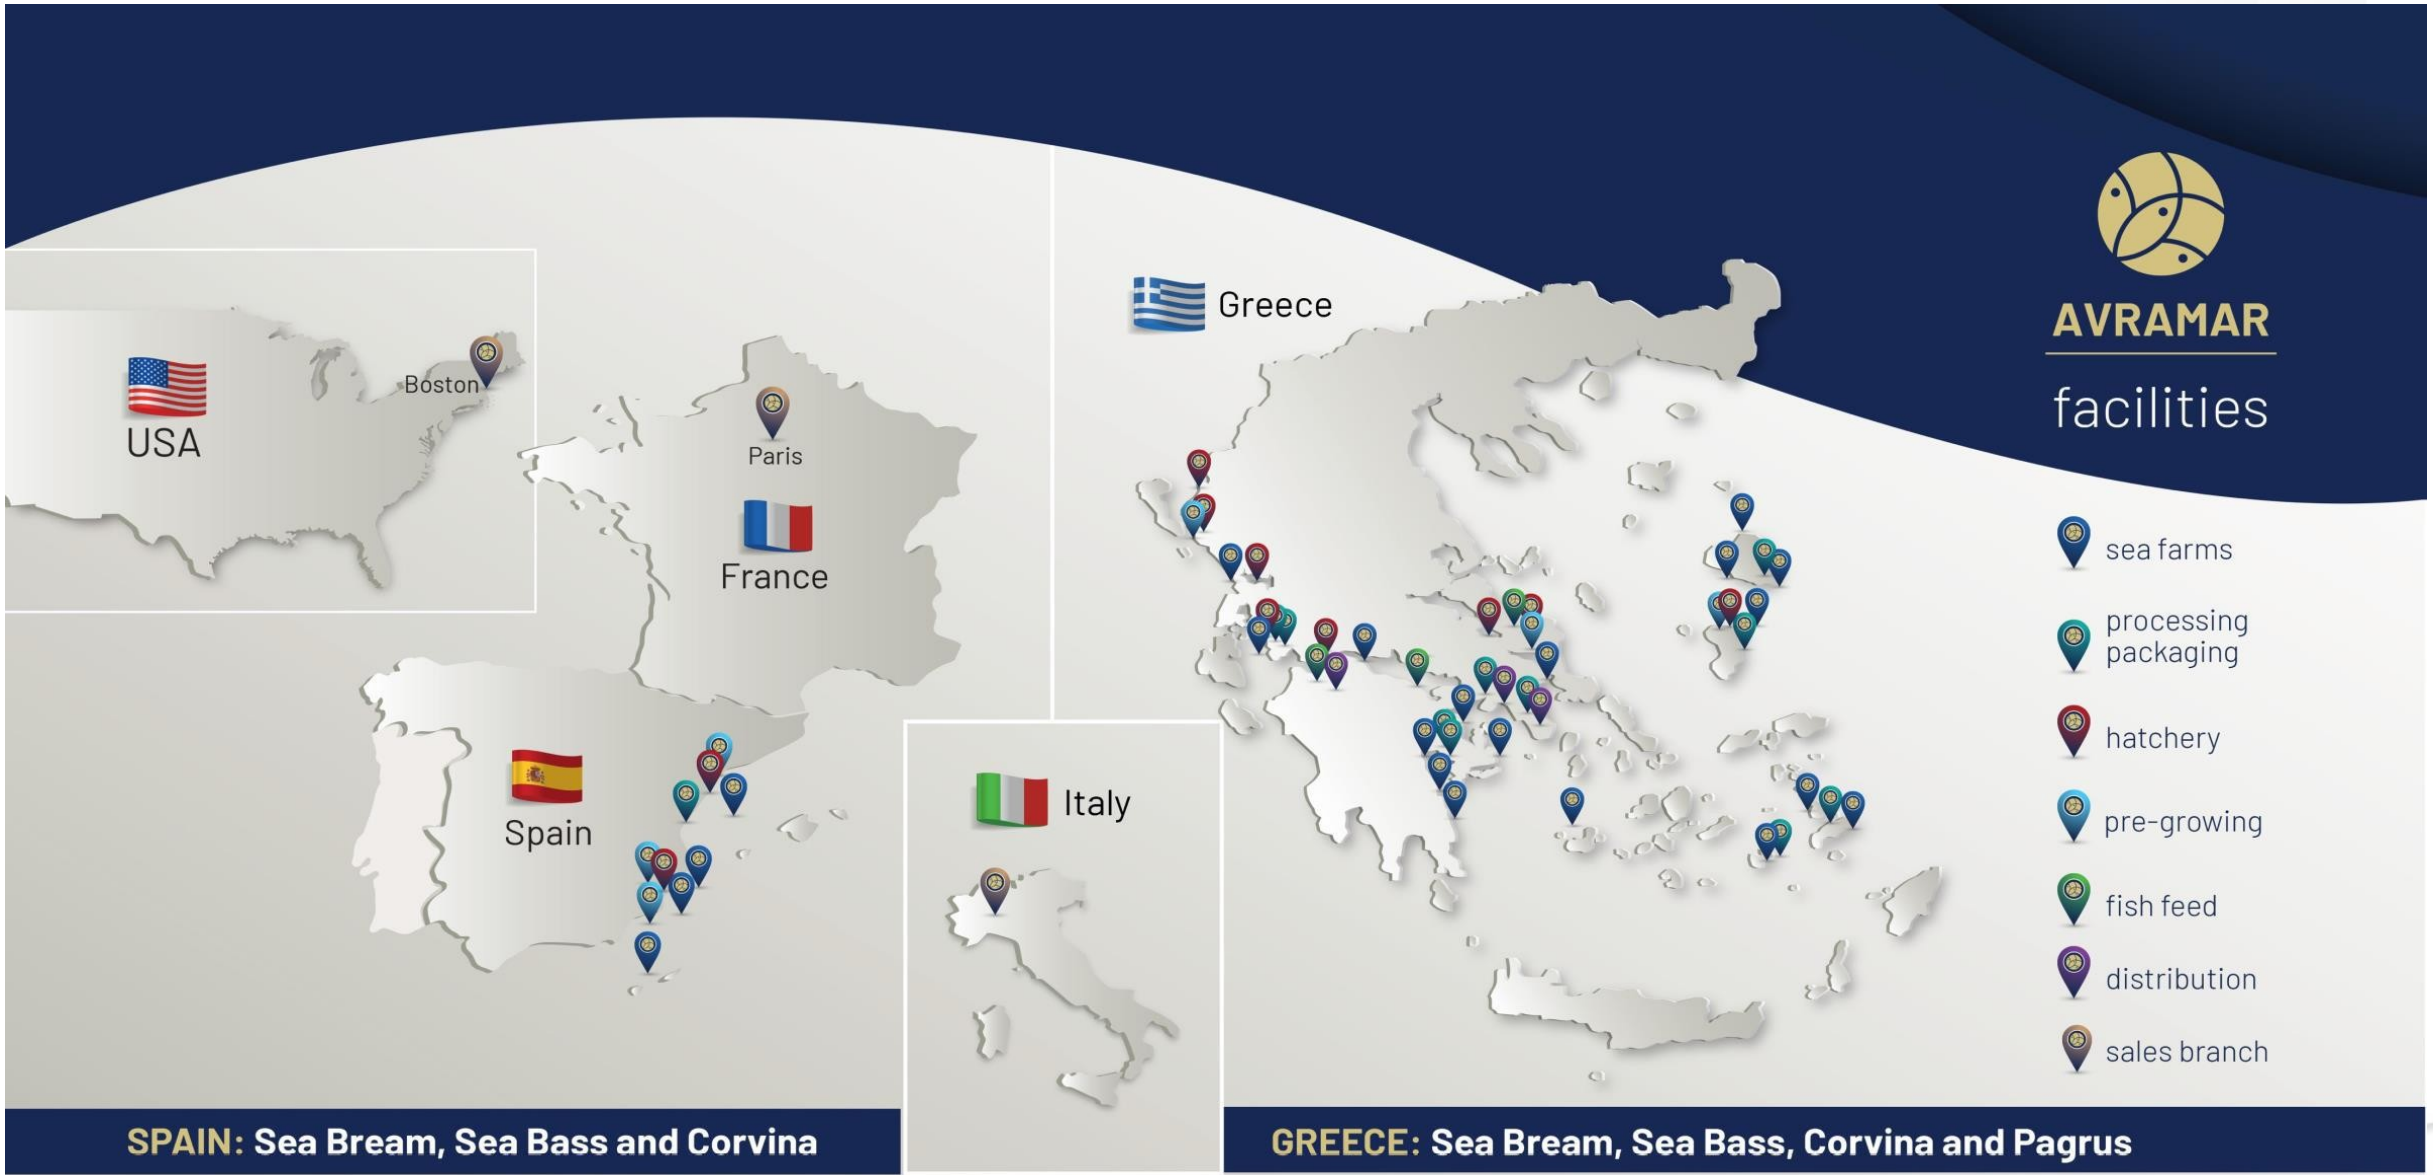 AVRAMAR
facilities
USA
Boston
Paris
France
Spain
Italy
Greece
sea farms
processing
packaging
hatchery
pre-growing
fish feed
distribution
sales branch
SPAIN: Sea Bream, Sea Bass and Corvina
GREECE: Sea Bream, Sea Bass, Corvina and Pagrus